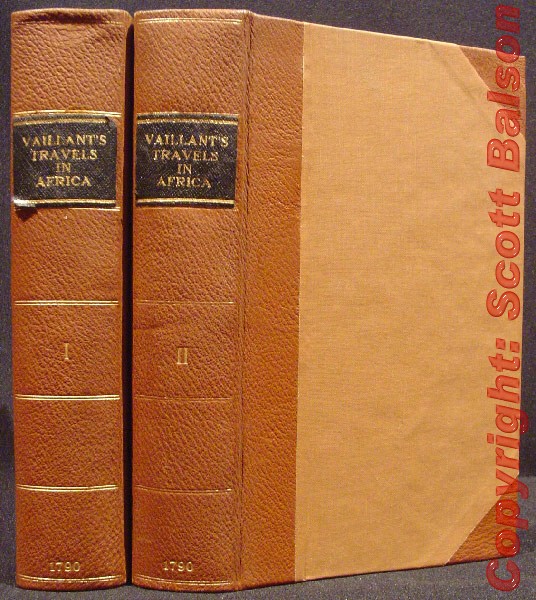 VAILLANT'S
TRAVELS
IN
AFRICA
I
1790
VAILLANT'S
TRAVELS
IN
AFRICA
II
1790
Copyright: Scott Balson